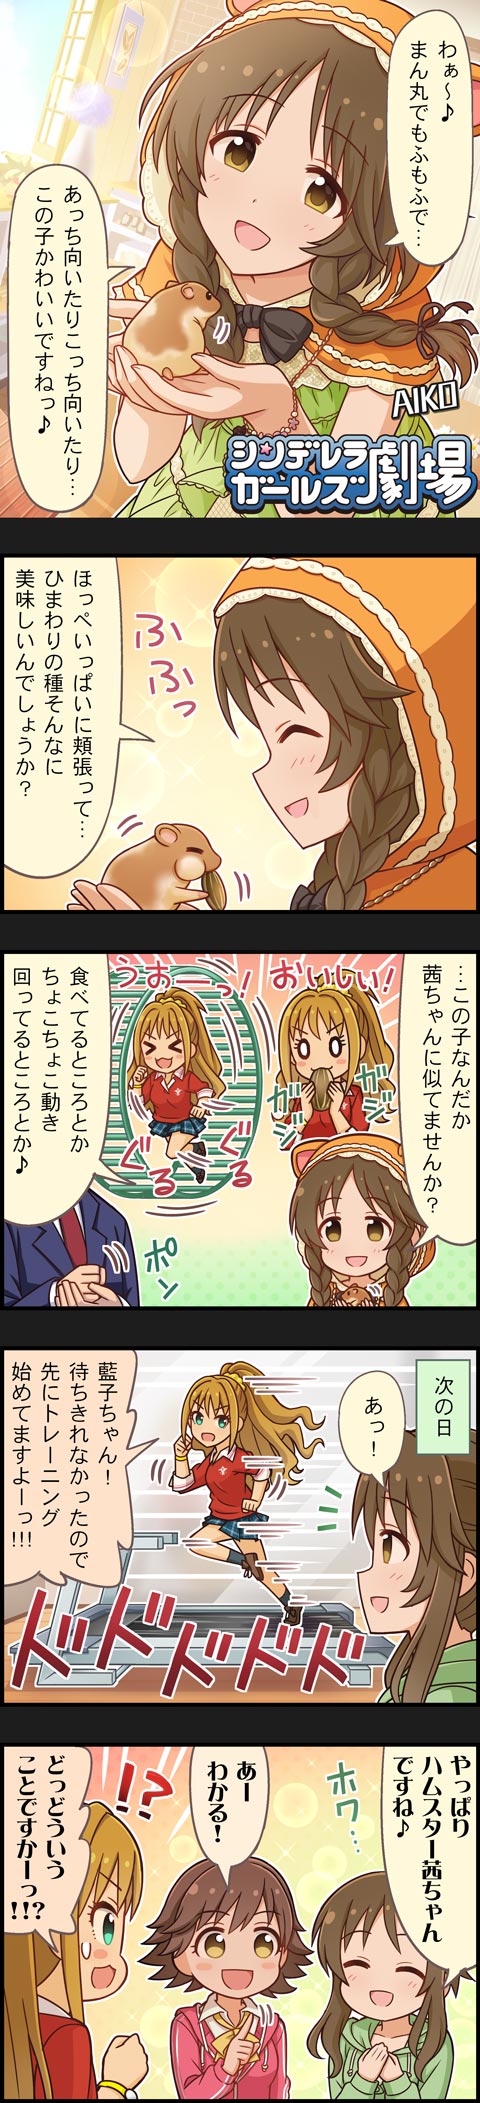 わぁ～♪
まん丸でもふもふで…
あっち向いたりこっち向いたり…
この子かわいいですねっ♪
AIKO
シンデレラ
ガールズ劇場
ほっぺいっぱいに頬張って…
ひまわりの種そんなに
美味しいんでしょうか？
ふふっ
…この子なんだか
茜ちゃんに似てませんか？
おいしい！
ガジガジ
うおーっ！
ぐるぐる
食べてるところとか
ちょこちょこ動き
回ってるところとか♪
ポン
次の日
あっ！
藍子ちゃん！
待ちきれなかったので
先にトレーニング
始めてますよーっ!!!
ドドドドドド
やっぱり
ハムスター茜ちゃん
ですね♪
ホワ…
あー
わかる！
!?
どっどういう
ことですかーっ!!?